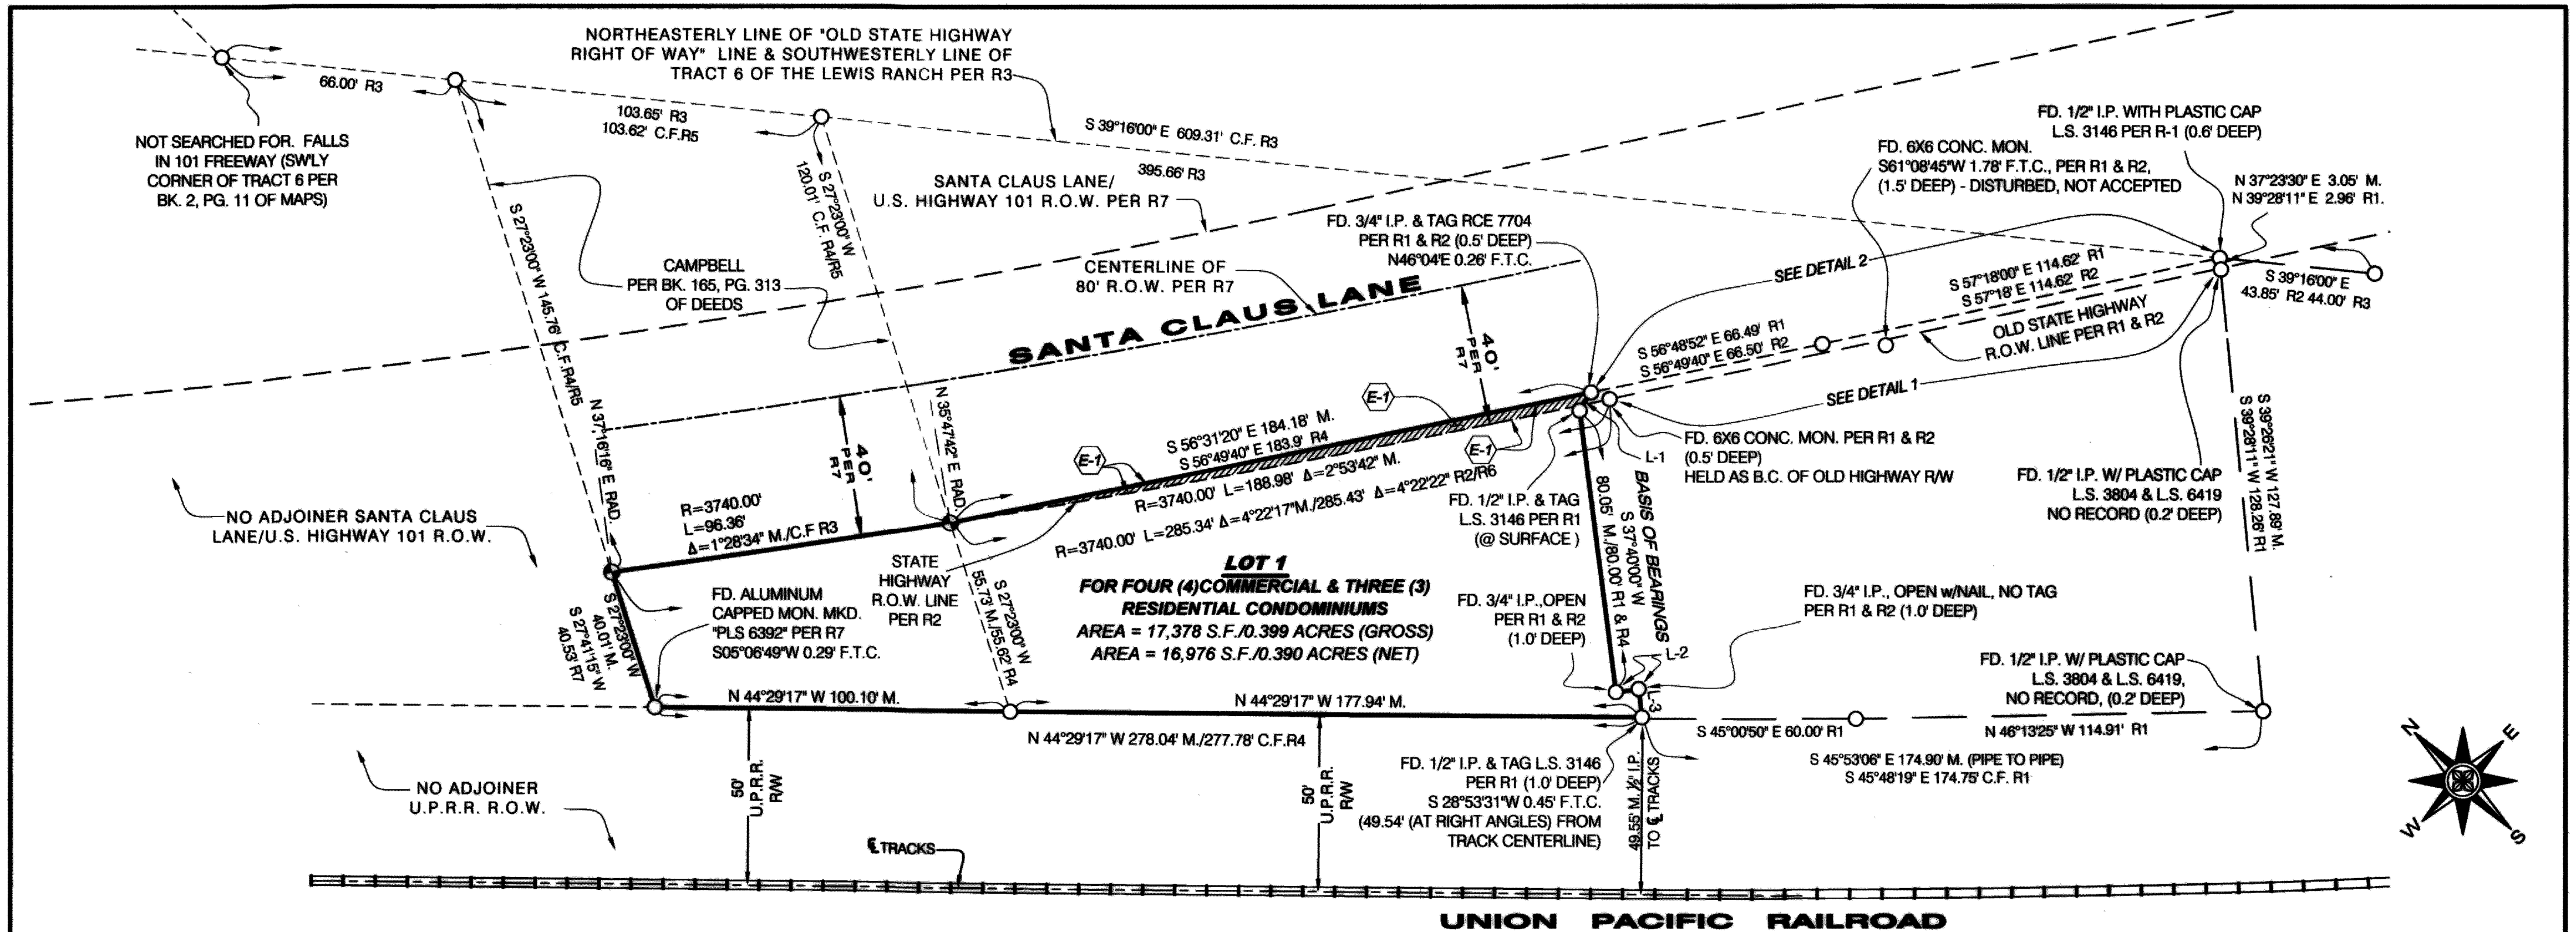 NORTHEASTERLY LINE OF "OLD STATE HIGHWAY
RIGHT OF WAY" LINE & SOUTHWESTERLY LINE OF
TRACT 6 OF THE LEWIS RANCH PER R3
66.00' R3
103.65' R3
103.62' C.F.R5
S 39°16'00" E 609.31' C.F. R3
395.66' R3
NOT SEARCHED FOR. FALLS
IN 101 FREEWAY (SW'LY
CORNER OF TRACT 6 PER
BK. 2, PG. 11 OF MAPS)
S 27°23'00" W 145.76' C.F.R4/R5
S 27°23'00" W
120.01' C.F. R4/R5
SANTA CLAUS LANE/
U.S. HIGHWAY 101 R.O.W. PER R7
CAMPBELL
PER BK. 165, PG. 313
OF DEEDS
CENTERLINE OF
80' R.O.W. PER R7
SANTA CLAUS LANE
FD. 3/4" I.P. & TAG RCE 7704
PER R1 & R2 (0.5' DEEP)
N46°04'E 0.26' F.T.C.
FD. 6X6 CONC. MON.
S61°08'45"W 1.78' F.T.C., PER R1 & R2,
(1.5' DEEP) - DISTURBED, NOT ACCEPTED
FD. 1/2" I.P. WITH PLASTIC CAP
L.S. 3146 PER R-1 (0.6' DEEP)
N 37°23'30" E 3.05' M.
N 39°28'11" E 2.96' R1.
SEE DETAIL 2
S 57°18'00" E 114.62' R1
S 57°18' E 114.62' R2
S 39°16'00" E
43.85' R2 44.00' R3
OLD STATE HIGHWAY
R.O.W. LINE PER R1 & R2
S 56°48'52" E 66.49' R1
S 56°49'40" E 66.50' R2
SEE DETAIL 1
40'
PER
R7
40'
PER
R7
E-1
E-1
E-1
N 37°16'16" E RAD.
N 35°47'42" E RAD.
S 56°31'20" E 184.18' M.
S 56°49'40" E 183.9' R4
R=3740.00' L=188.98' Δ=2°53'42" M.
R=3740.00' L=285.34' Δ=4°22'17"M./285.43' Δ=4°22'22" R2/R6
R=3740.00'
L=96.36'
Δ=1°28'34" M./C.F R3
NO ADJOINER SANTA CLAUS
LANE/U.S. HIGHWAY 101 R.O.W.
L-1
FD. 6X6 CONC. MON. PER R1 & R2
(0.5' DEEP)
HELD AS B.C. OF OLD HIGHWAY R/W
FD. 1/2" I.P. & TAG
L.S. 3146 PER R1
(@ SURFACE )
BASIS OF BEARINGS
S 37°40'00" W
80.05' M./80.00' R1 & R4
FD. 1/2" I.P. W/ PLASTIC CAP
L.S. 3804 & L.S. 6419
NO RECORD (0.2' DEEP)
S 39°26'21" W 127.89' M.
S 39°28'11" W 128.26' R1
STATE
HIGHWAY
R.O.W. LINE
PER R2
LOT 1
FOR FOUR (4)COMMERCIAL & THREE (3)
RESIDENTIAL CONDOMINIUMS
AREA = 17,378 S.F./0.399 ACRES (GROSS)
AREA = 16,976 S.F./0.390 ACRES (NET)
S 27°23'00" W
55.73' M./55.62' R4
FD. ALUMINUM
CAPPED MON. MKD.
"PLS 6392" PER R7
S05°06'49"W 0.29' F.T.C.
S 27°23'00" W
40.01' M.
S 27°41'15" W
40.53' R7
FD. 3/4" I.P.,OPEN
PER R1 & R2
(1.0' DEEP)
FD. 3/4" I.P., OPEN w/NAIL, NO TAG
PER R1 & R2 (1.0' DEEP)
L-2
L-3
FD. 1/2" I.P. W/ PLASTIC CAP
L.S. 3804 & L.S. 6419,
NO RECORD, (0.2' DEEP)
N 44°29'17" W 100.10' M.
N 44°29'17" W 177.94' M.
N 44°29'17" W 278.04' M./277.78' C.F.R4
S 45°00'50" E 60.00' R1
N 46°13'25" W 114.91' R1
S 45°53'06" E 174.90' M. (PIPE TO PIPE)
S 45°48'19" E 174.75' C.F. R1
FD. 1/2" I.P. & TAG L.S. 3146
PER R1 (1.0' DEEP)
S 28°53'31"W 0.45' F.T.C.
(49.54' (AT RIGHT ANGLES) FROM
TRACK CENTERLINE)
49.55' M. ½" I.P.
TO ℄ TRACKS
50'
U.P.R.R.
R/W
50'
U.P.R.R.
R/W
NO ADJOINER
U.P.R.R. R.O.W.
℄ TRACKS
N
E
W
S
UNION PACIFIC RAILROAD